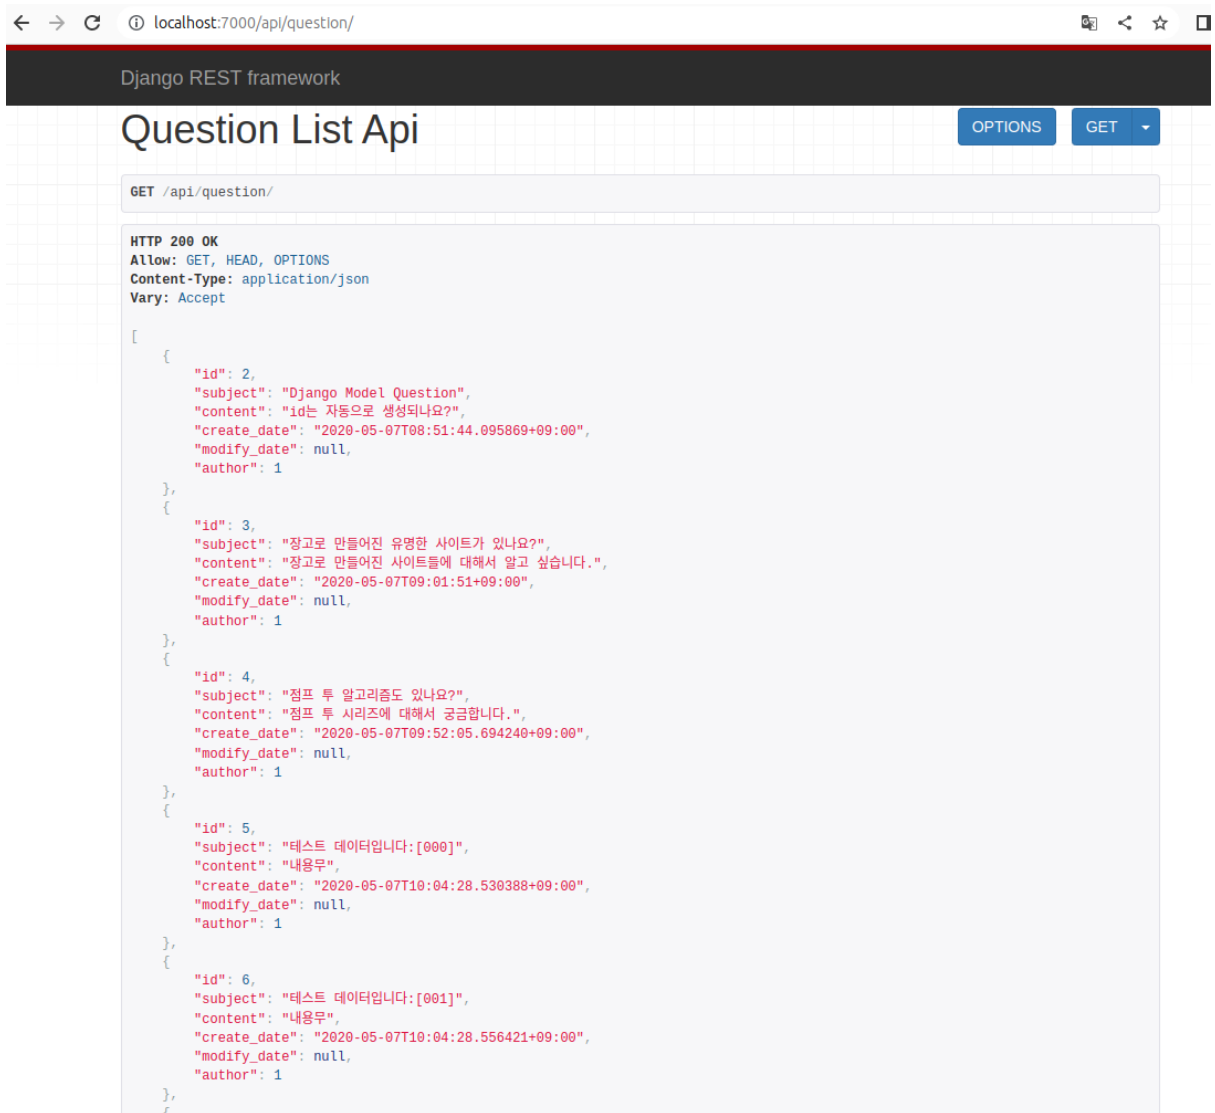 localhost:7000/api/question/
Django REST framework
Question List Api
OPTIONS
GET
GET /api/question/
HTTP 200 OK
Allow: GET, HEAD, OPTIONS
Content-Type: application/json
Vary: Accept
[
{
"id": 2,
"subject": "Django Model Question",
"content": "id는 자동으로 생성되나요?",
"create_date": "2020-05-07T08:51:44.095869+09:00",
"modify_date": null,
"author": 1
},
{
"id": 3,
"subject": "장고로 만들어진 유명한 사이트가 있나요?",
"content": "장고로 만들어진 사이트들에 대해서 알고 싶습니다.",
"create_date": "2020-05-07T09:01:51+09:00",
"modify_date": null,
"author": 1
},
{
"id": 4,
"subject": "점프 투 알고리즘도 있나요?",
"content": "점프 투 시리즈에 대해서 궁금합니다.",
"create_date": "2020-05-07T09:52:05.694240+09:00",
"modify_date": null,
"author": 1
},
{
"id": 5,
"subject": "테스트 데이터입니다:[000]",
"content": "내용무",
"create_date": "2020-05-07T10:04:28.530388+09:00",
"modify_date": null,
"author": 1
},
{
"id": 6,
"subject": "테스트 데이터입니다:[001]",
"content": "내용무",
"create_date": "2020-05-07T10:04:28.556421+09:00",
"modify_date": null,
"author": 1
},
{